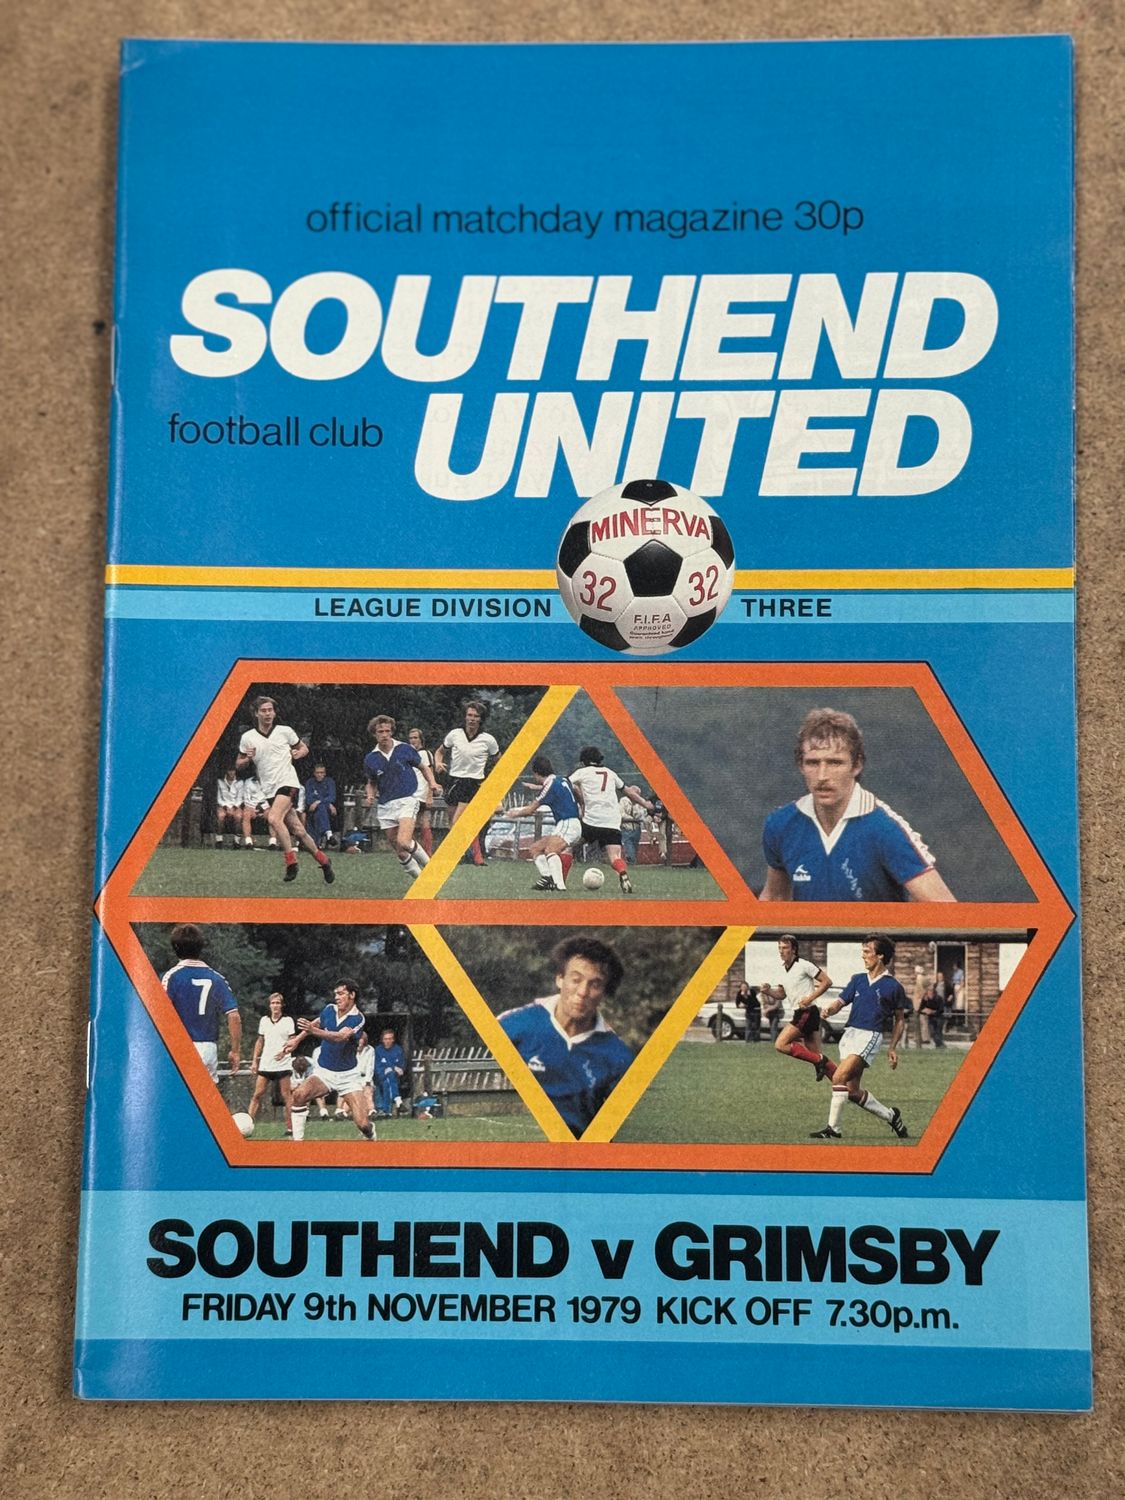 official matchday magazine 30p
SOUTHEND
football club UNITED
MINERVA
32 32
F.I.F.A
APPROVED
LEAGUE DIVISION THREE
7
7
SOUTHEND v GRIMSBY
FRIDAY 9th NOVEMBER 1979 KICK OFF 7.30p.m.